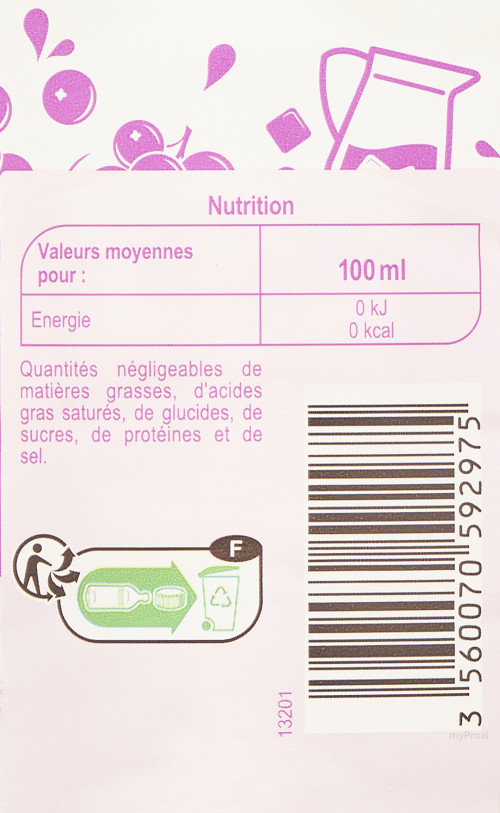 Nutrition
Valeurs moyennes
pour :
100 ml
Energie
0 kJ
0 kcal
Quantités négligeables de
matières grasses, d'acides
gras saturés, de glucides, de
sucres, de protéines et de
sel.
F
13201
3 560070 592975
myProxi